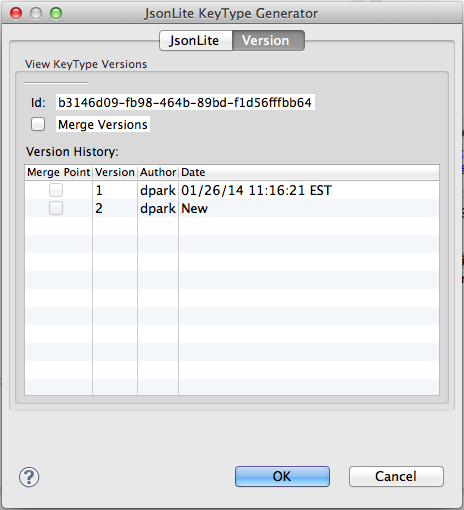 JsonLite KeyType Generator
JsonLite Version
View KeyType Versions
Id: b3146d09-fb98-464b-89bd-f1d56fffbb64
Merge Versions
Version History:
Merge Point Version Author Date
1 dpark 01/26/14 11:16:21 EST
2 dpark New
? OK Cancel